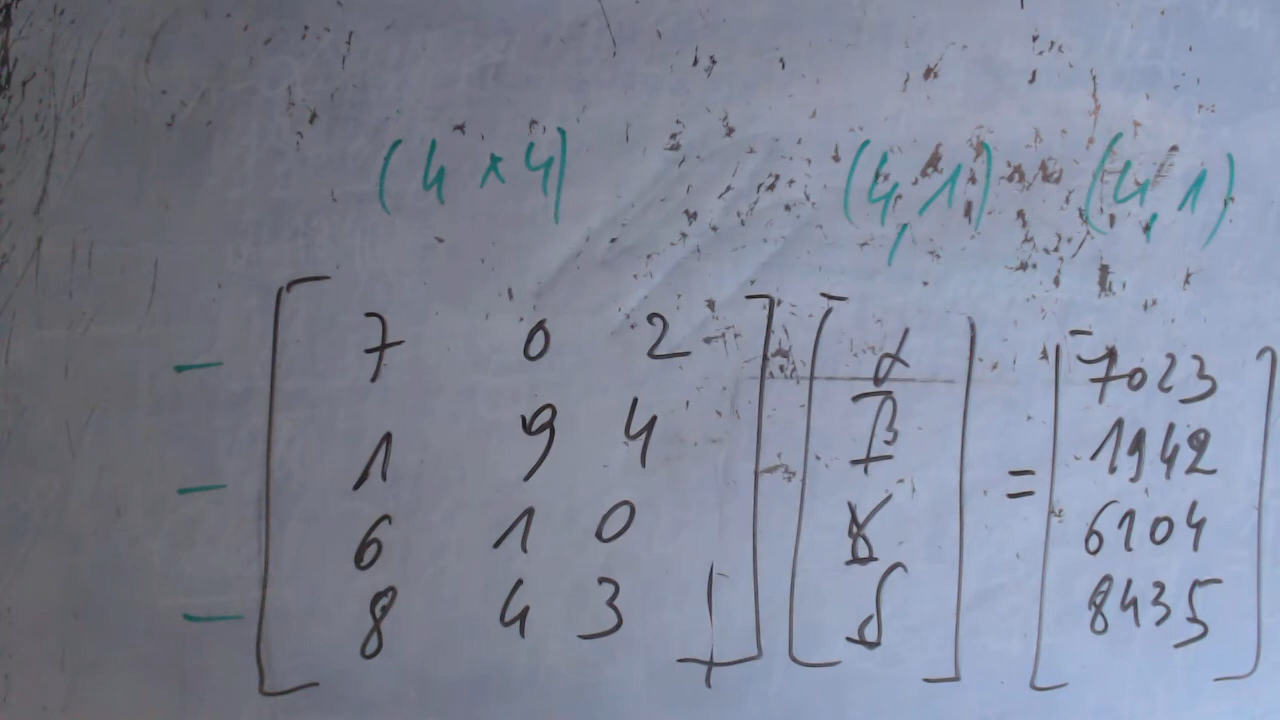 (4 × 4) (4,1) (4,1)
7 0 2 α 7023
1 9 4 β 1942
6 1 0 γ = 6104
8 4 3 δ 8435